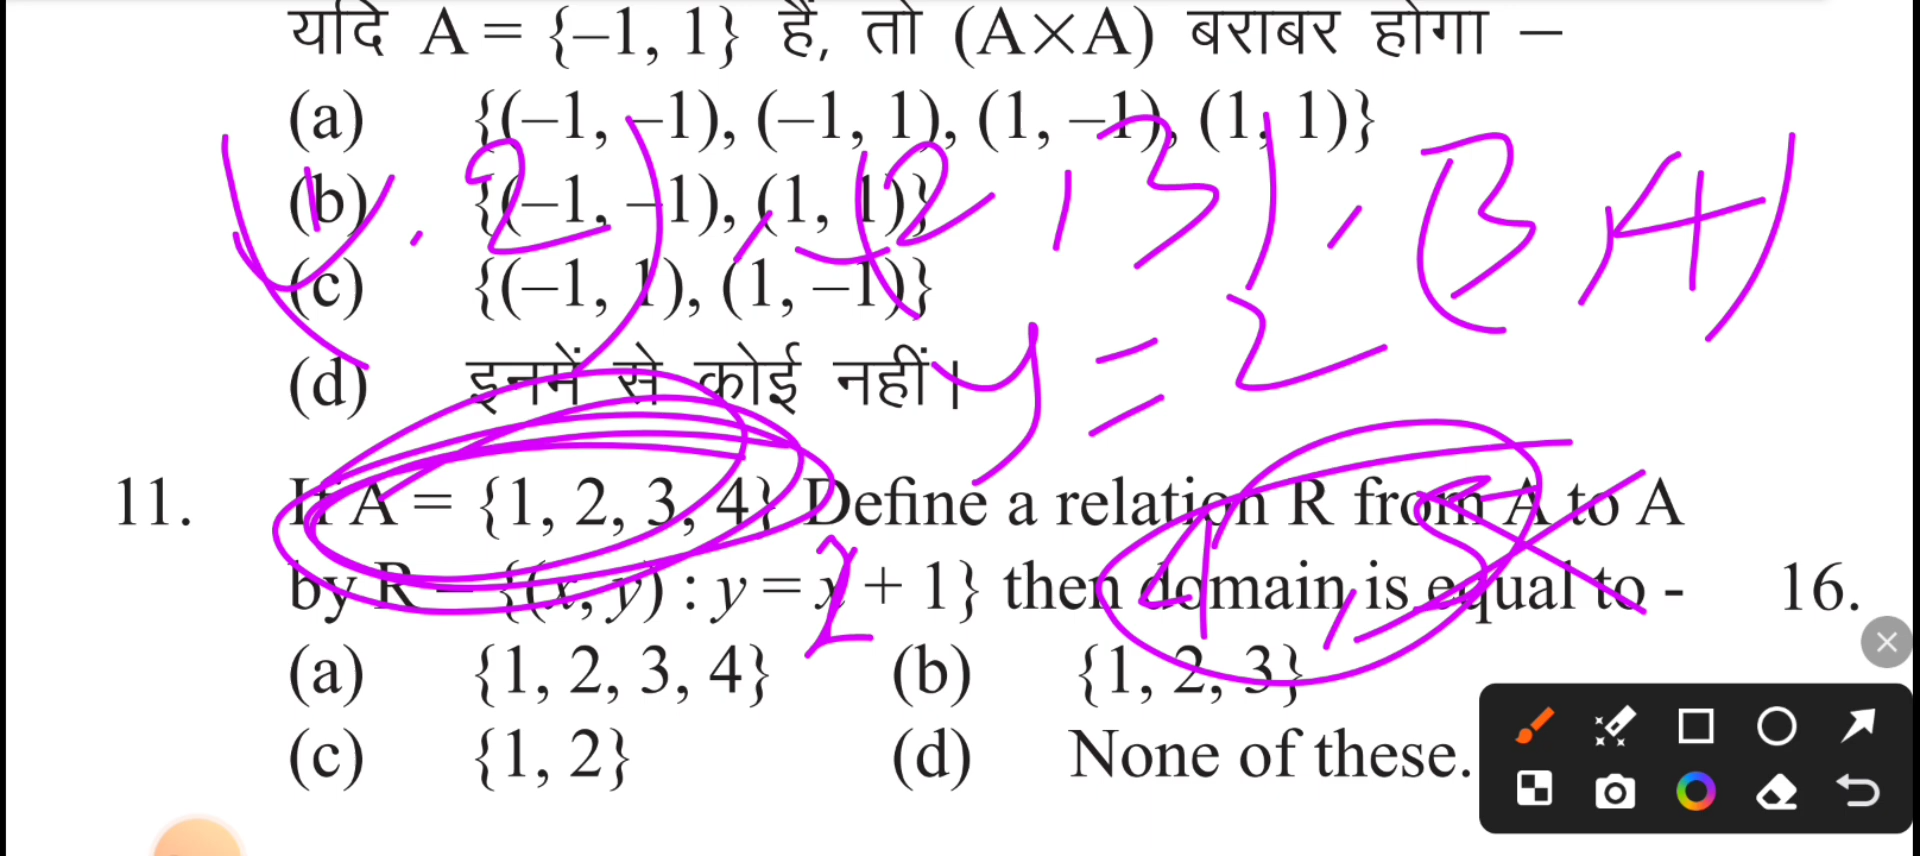 यदि A = {–1, 1} हैं, तो (A×A) बराबर होगा –
(a) {(–1, –1), (–1, 1), (1, –1), (1, 1)}
(b) {(–1, –1), (1, 1)}
(c) {(–1, 1), (1, –1)}
(d) इनमें से कोई नहीं।
(1, 2), (2, 3), (3, 4)
y = 2
(4, 5)
11. If A = {1, 2, 3, 4} Define a relation R from A to A
by R = {(x, y) : y = x + 1} then domain is equal to - 16.
(a) {1, 2, 3, 4} (b) {1, 2, 3}
(c) {1, 2} (d) None of these.